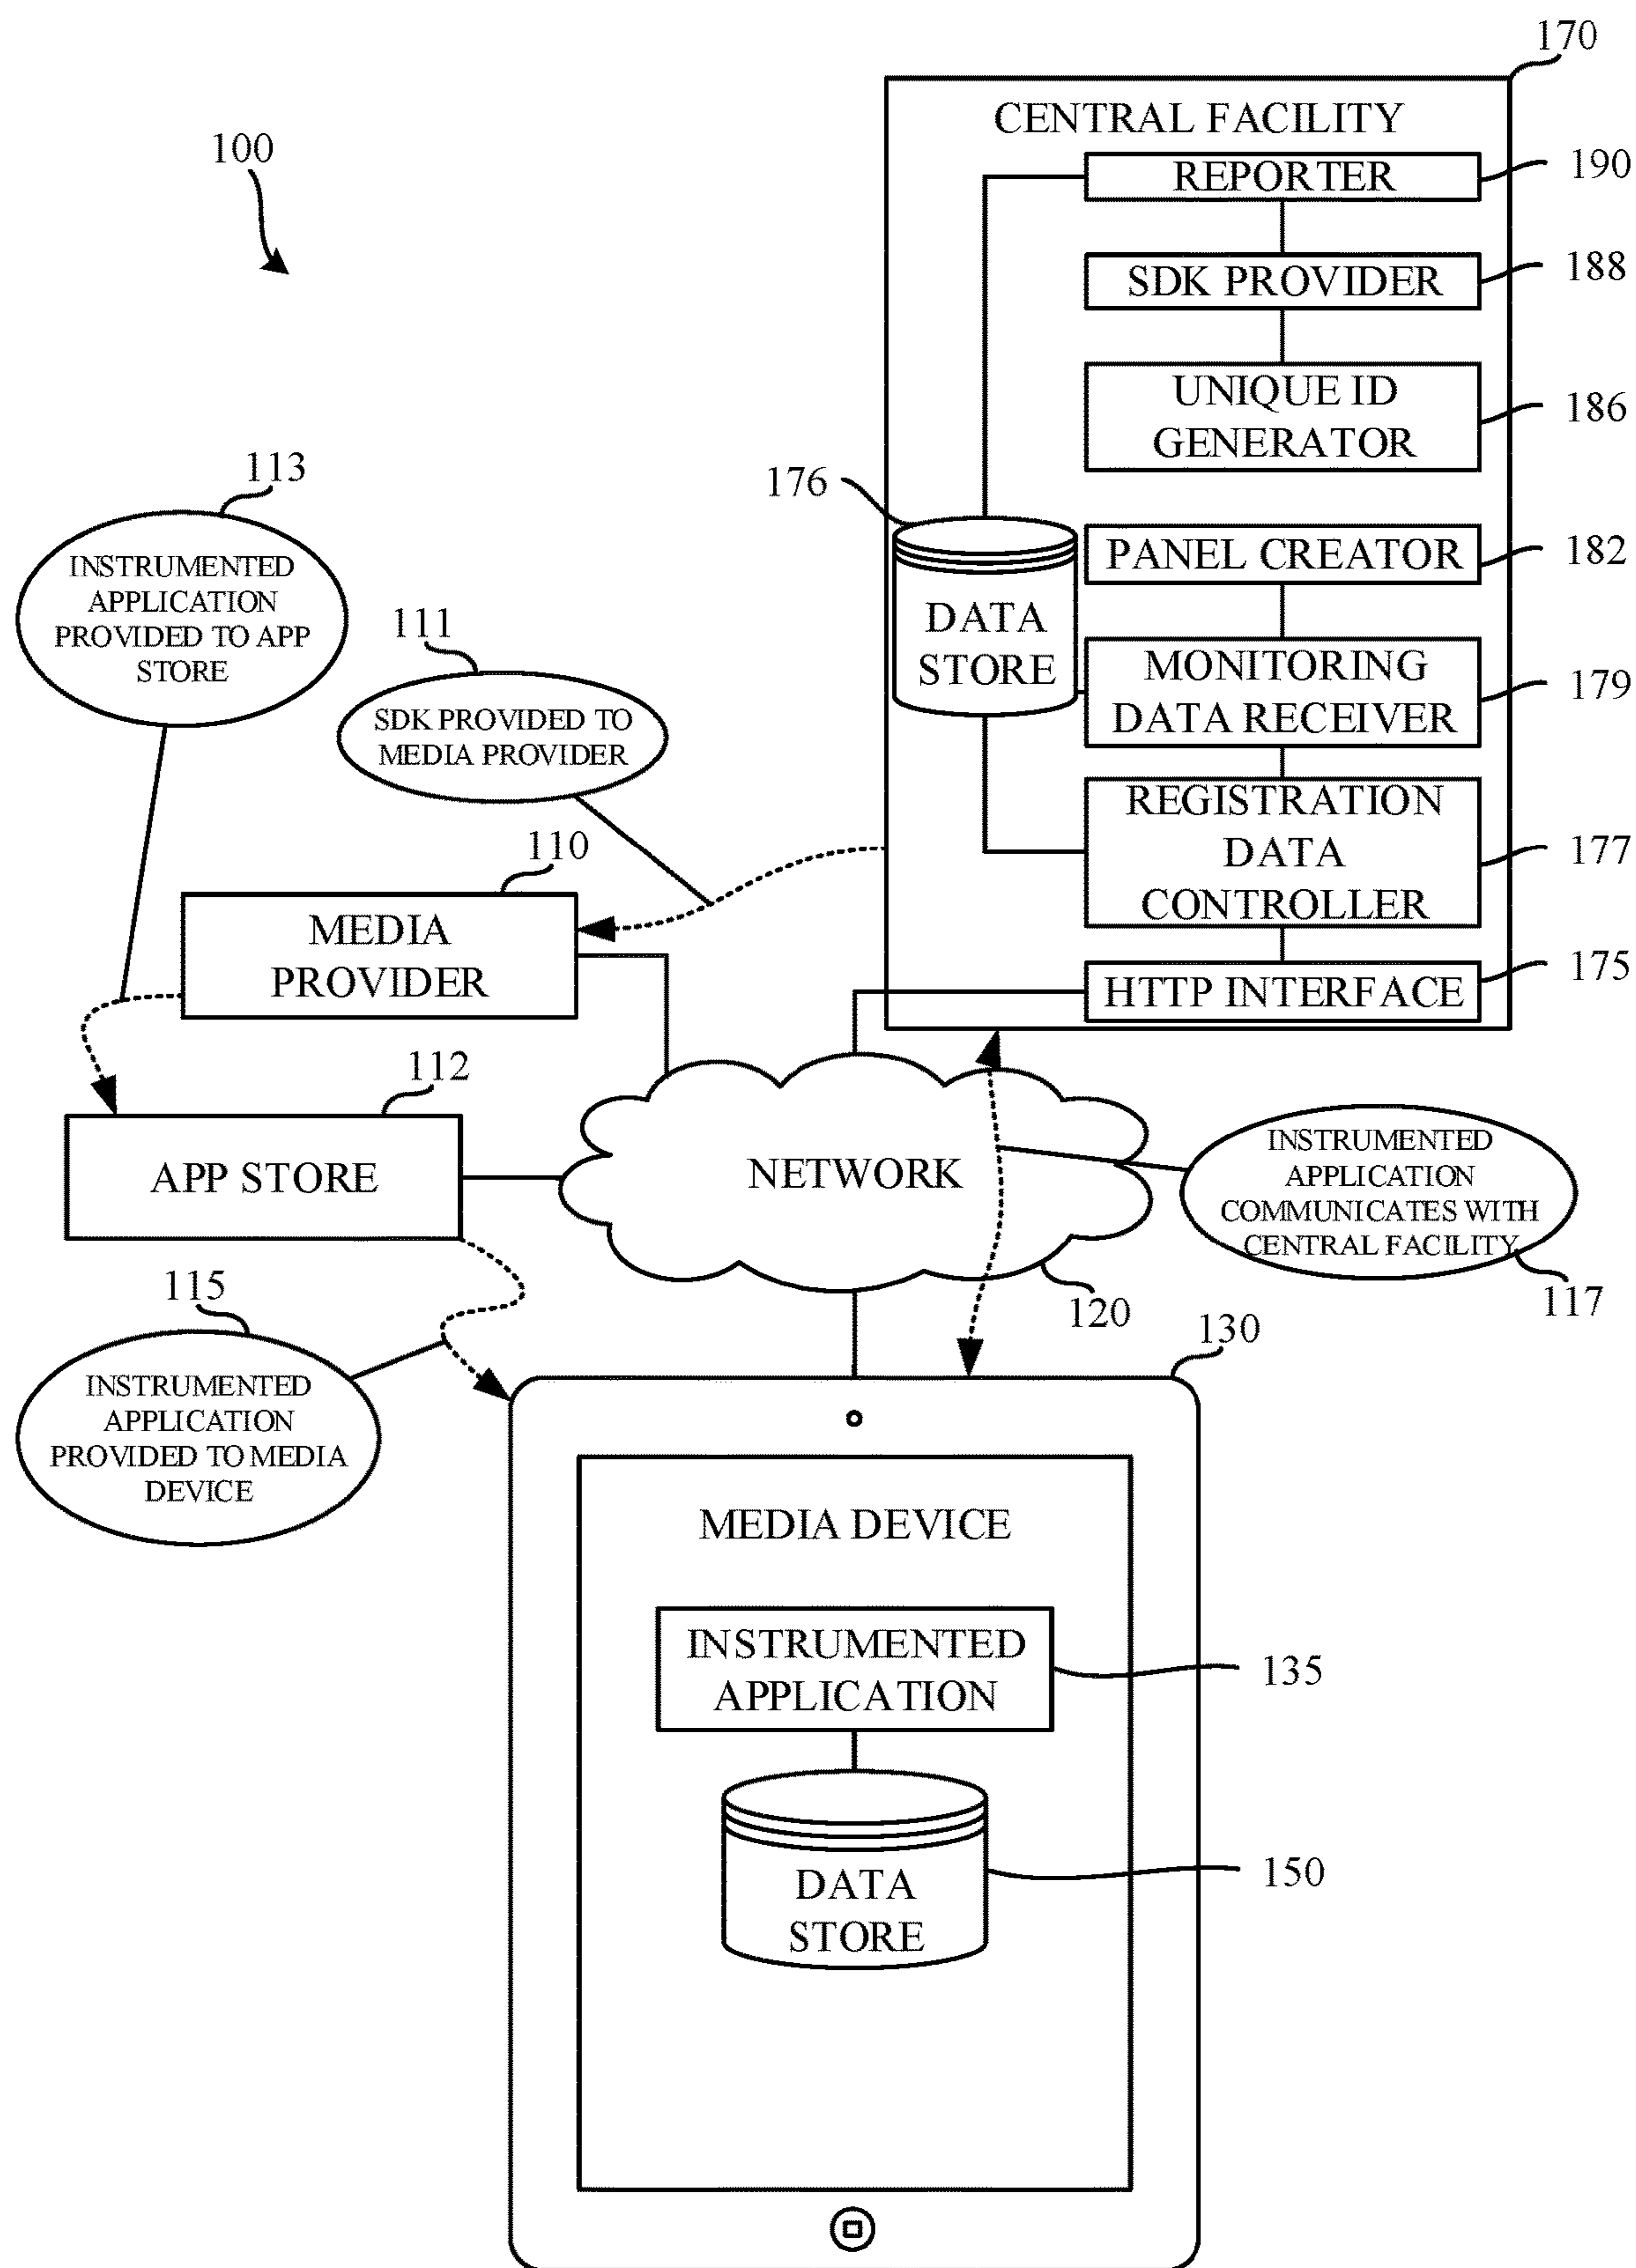 170
CENTRAL FACILITY
100
REPORTER
190
SDK PROVIDER
188
UNIQUE ID
GENERATOR
186
113
176
PANEL CREATOR
182
INSTRUMENTED
APPLICATION
PROVIDED TO APP
STORE
111
DATA
STORE
MONITORING
DATA RECEIVER
179
SDK PROVIDED TO
MEDIA PROVIDER
REGISTRATION
DATA
CONTROLLER
177
110
MEDIA
PROVIDER
HTTP INTERFACE
175
112
APP STORE
NETWORK
INSTRUMENTED
APPLICATION
COMMUNICATES WITH
CENTRAL FACILITY
117
120
115
130
INSTRUMENTED
APPLICATION
PROVIDED TO MEDIA
DEVICE
MEDIA DEVICE
INSTRUMENTED
APPLICATION
135
DATA
STORE
150